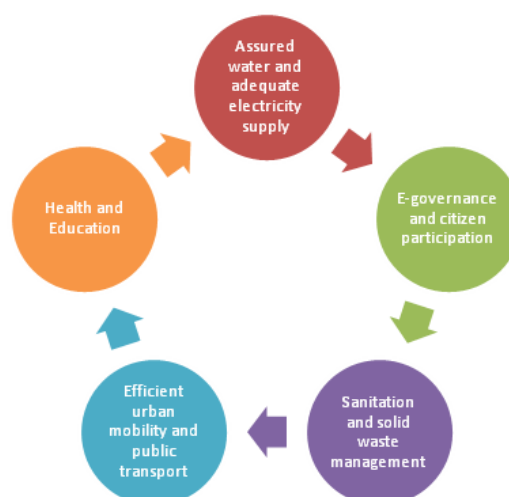 Assured
water and
adequate
electricity
supply
E-governance
and citizen
participation
Sanitation
and solid
waste
management
Efficient
urban
mobility and
public
transport
Health and
Education